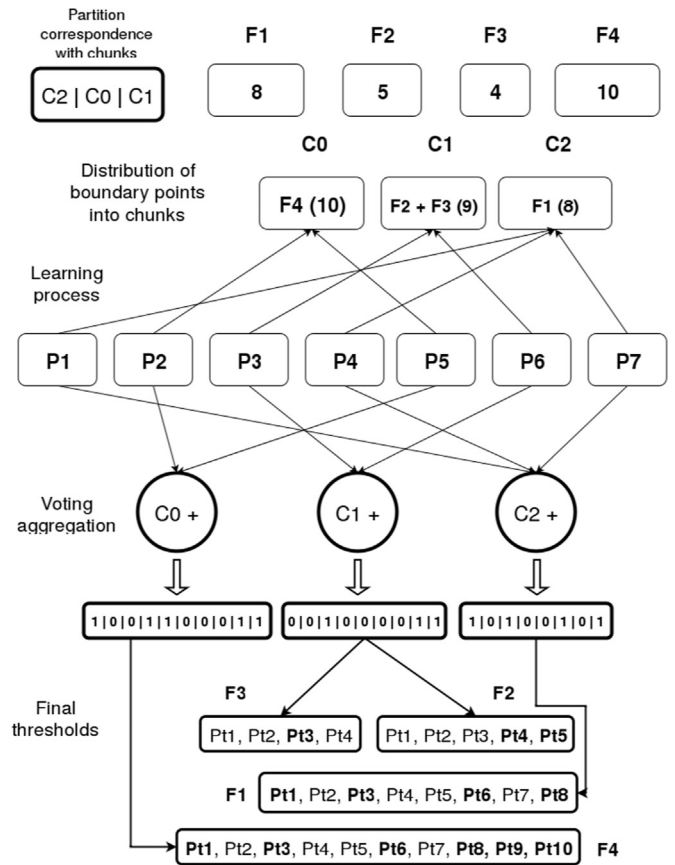 Partition
correspondence
with chunks
F1 F2 F3 F4
C2 | C0 | C1
8 5 4 10
C0 C1 C2
Distribution of
boundary points
into chunks
F4 (10) F2 + F3 (9) F1 (8)
Learning
process
P1 P2 P3 P4 P5 P6 P7
Voting
aggregation
C0 + C1 + C2 +
1|0|0|1|1|0|0|0|1|1 0|0|1|0|0|0|0|1|1 1|0|1|0|0|1|0|1
Final
thresholds
F3 F2
Pt1, Pt2, Pt3, Pt4 Pt1, Pt2, Pt3, Pt4, Pt5
F1 Pt1, Pt2, Pt3, Pt4, Pt5, Pt6, Pt7, Pt8
Pt1, Pt2, Pt3, Pt4, Pt5, Pt6, Pt7, Pt8, Pt9, Pt10 F4